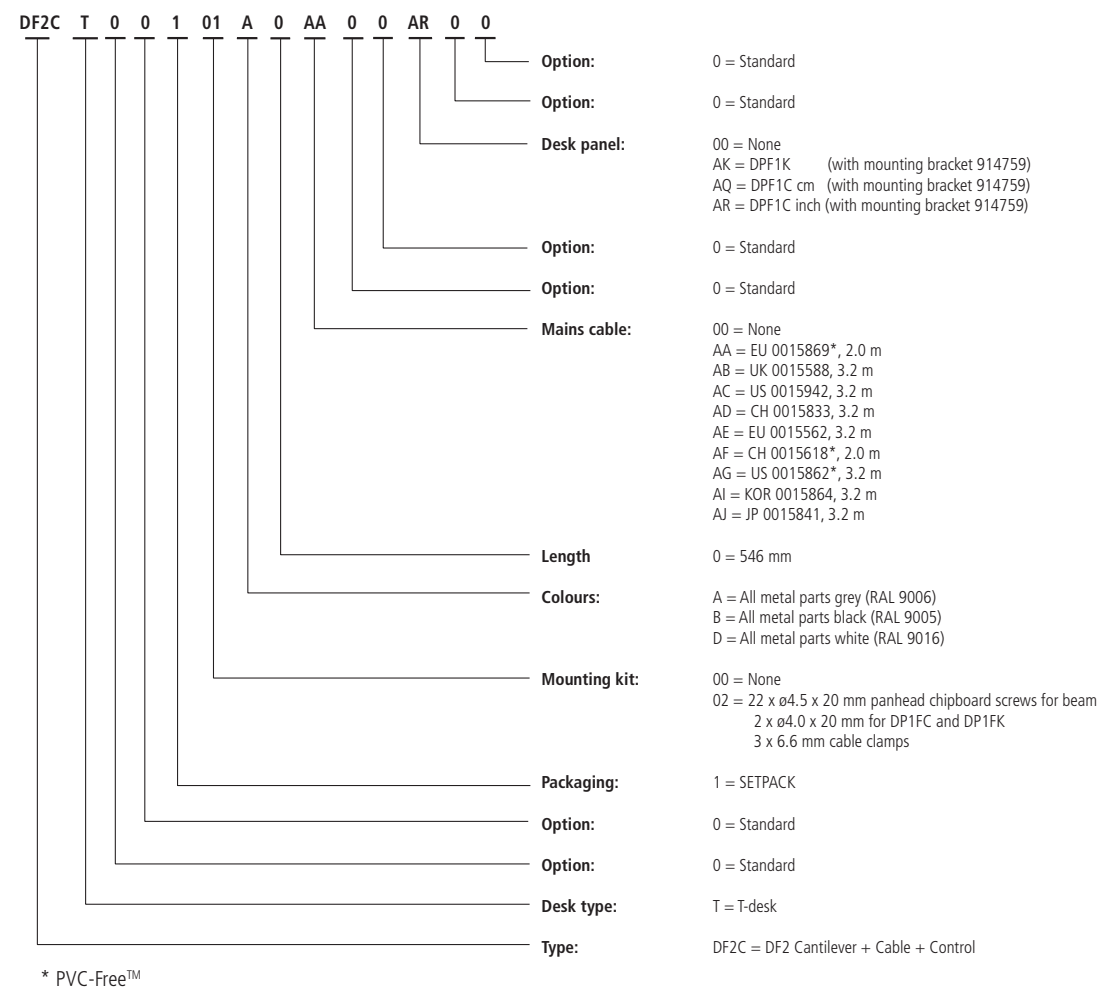 DF2C T 0 0 1 01 A 0 AA 0 0 AR 0 0
Option: 0 = Standard
Option: 0 = Standard
Desk panel: 00 = None
AK = DPF1K (with mounting bracket 914759)
AQ = DPF1C cm (with mounting bracket 914759)
AR = DPF1C inch (with mounting bracket 914759)
Option: 0 = Standard
Option: 0 = Standard
Mains cable: 00 = None
AA = EU 0015869*, 2.0 m
AB = UK 0015588, 3.2 m
AC = US 0015942, 3.2 m
AD = CH 0015833, 3.2 m
AE = EU 0015562, 3.2 m
AF = CH 0015618*, 2.0 m
AG = US 0015862*, 3.2 m
AI = KOR 0015864, 3.2 m
AJ = JP 0015841, 3.2 m
Length 0 = 546 mm
Colours: A = All metal parts grey (RAL 9006)
B = All metal parts black (RAL 9005)
D = All metal parts white (RAL 9016)
Mounting kit: 00 = None
02 = 22 x ø4.5 x 20 mm panhead chipboard screws for beam
2 x ø4.0 x 20 mm for DP1FC and DP1FK
3 x 6.6 mm cable clamps
Packaging: 1 = SETPACK
Option: 0 = Standard
Option: 0 = Standard
Desk type: T = T-desk
Type: DF2C = DF2 Cantilever + Cable + Control
* PVC-Free™